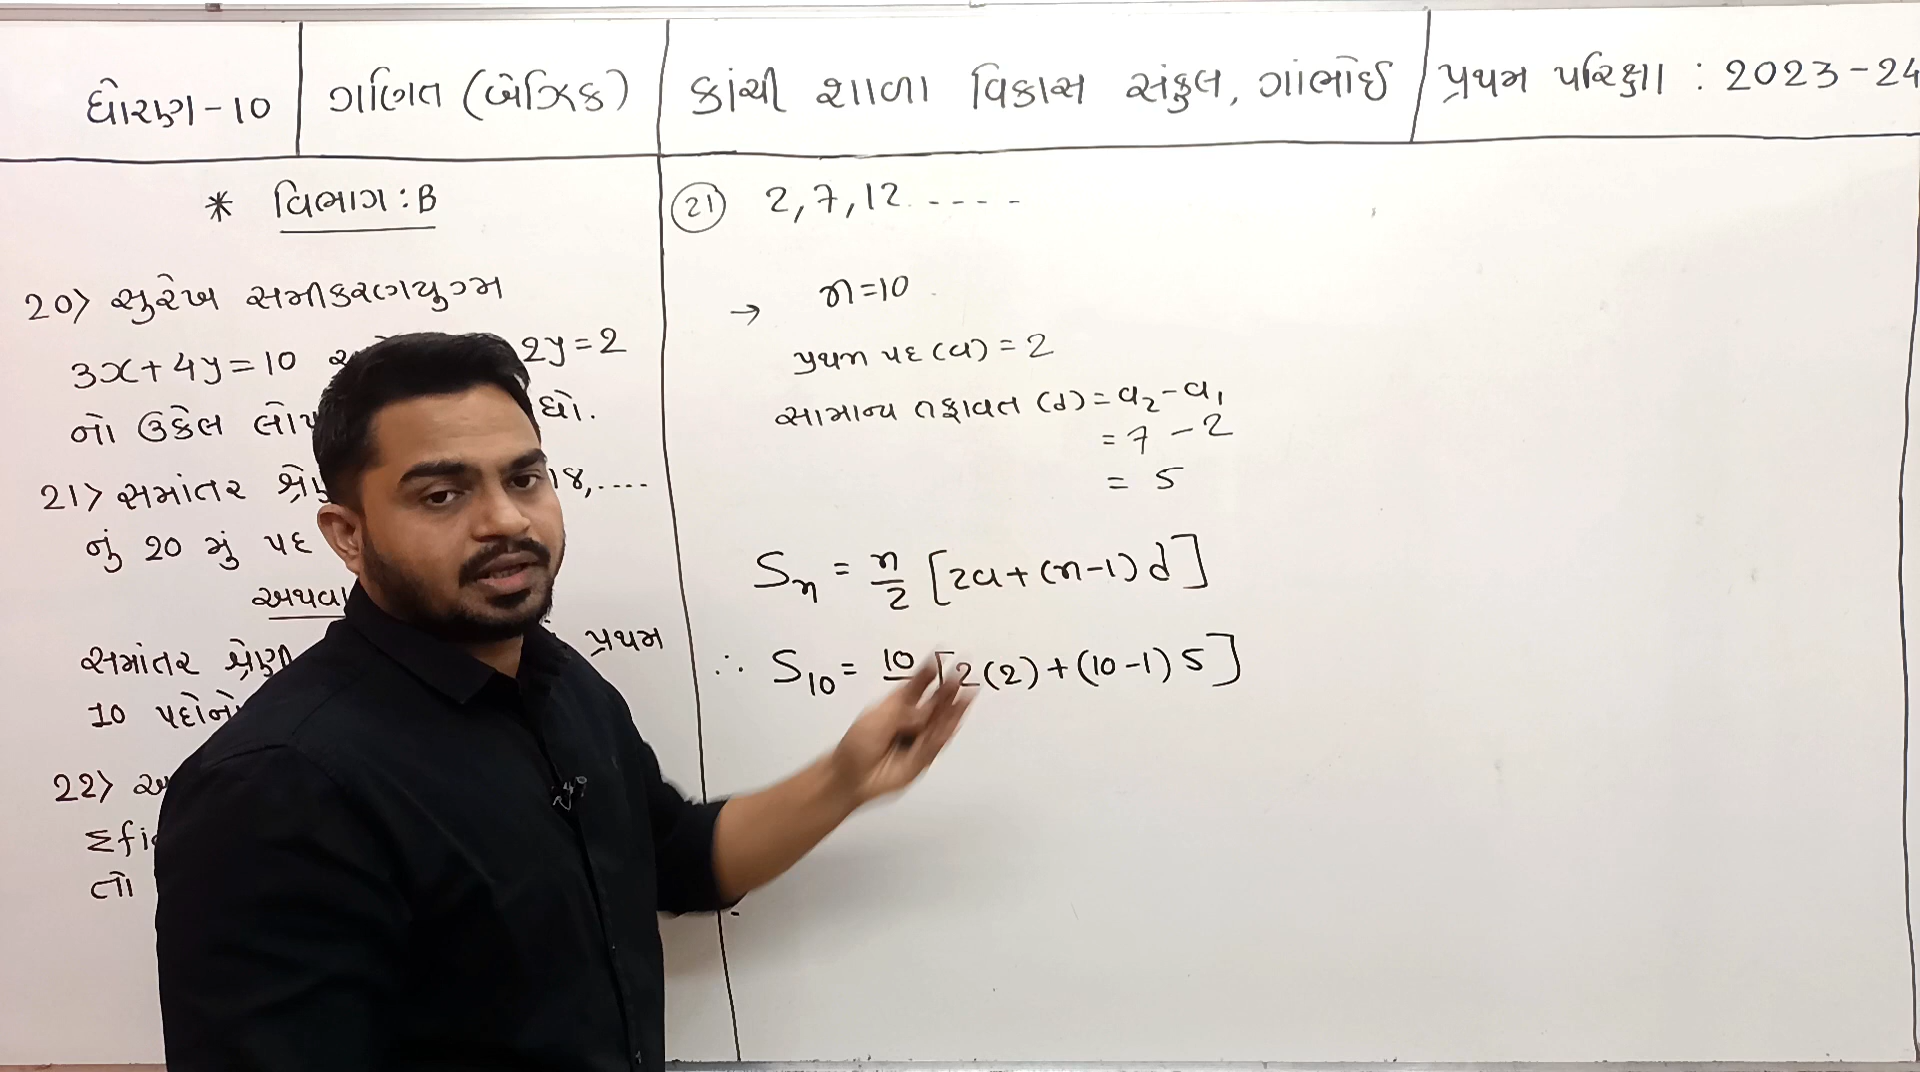 ધોરણ-10
ગણિત (બેઝિક)
કાંચી શાળા વિકાસ સંકુલ, ગાંભોઈ
પ્રથમ પરિક્ષા : 2023-24
* વિભાગ : B
20> સુરેખ સમીકરણયુગ્મ
3x+4y=10 2y=2
નો ઉકેલ
21> સમાંતર 18,....
નું 20 મું પદ
અથવા
સમાંતર શ્રેણી પ્રથમ
10 પદોનો
22>
Σfi
તો
21 2, 7, 12 -----
→ n=10
પ્રથમ પદ (a) = 2
સામાન્ય તફાવત (d) = a₂ - a₁
= 7 - 2
= 5
Sₙ = n/2 [2a+(n-1) d]
∴ S₁₀ = 10 [2(2)+(10-1) 5]